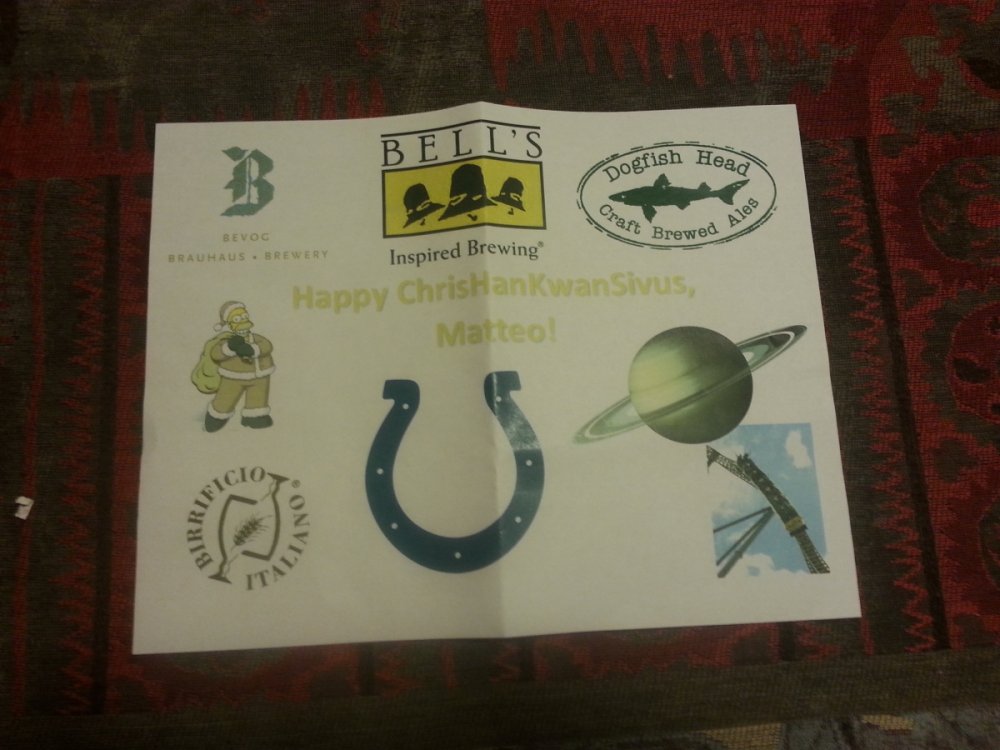 B
BEVOG
BRAUHAUS • BREWERY
BELL'S
Inspired Brewing®
Dogfish Head
Craft Brewed Ales
Happy ChrisHanKwanSivus,
Matteo!
BIRRIFICIO
ITALIANO®